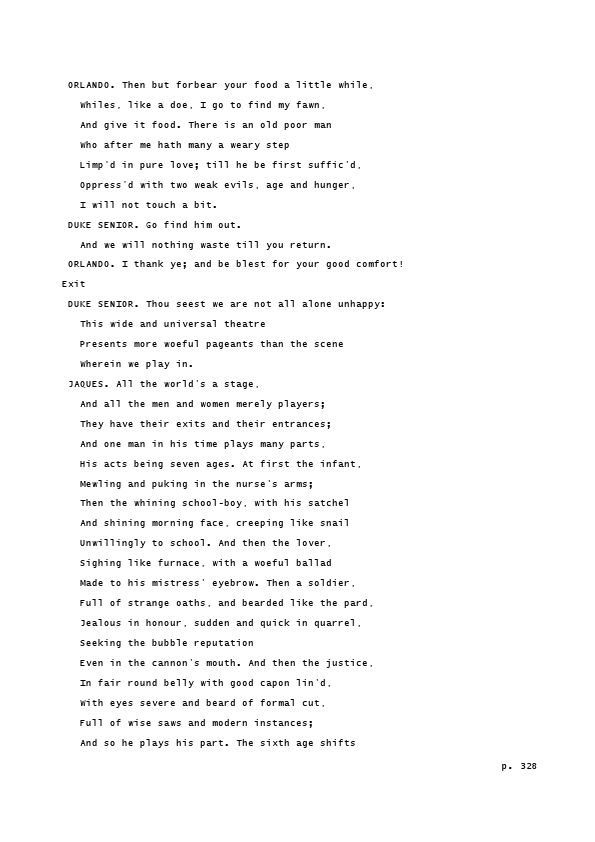 ORLANDO. Then but forbear your food a little while,
Whiles, like a doe, I go to find my fawn,
And give it food. There is an old poor man
Who after me hath many a weary step
Limp'd in pure love; till he be first suffic'd,
Oppress'd with two weak evils, age and hunger,
I will not touch a bit.
DUKE SENIOR. Go find him out.
And we will nothing waste till you return.
ORLANDO. I thank ye; and be blest for your good comfort!
Exit
DUKE SENIOR. Thou seest we are not all alone unhappy:
This wide and universal theatre
Presents more woeful pageants than the scene
Wherein we play in.
JAQUES. All the world's a stage,
And all the men and women merely players;
They have their exits and their entrances;
And one man in his time plays many parts,
His acts being seven ages. At first the infant,
Mewling and puking in the nurse's arms;
Then the whining school-boy, with his satchel
And shining morning face, creeping like snail
Unwillingly to school. And then the lover,
Sighing like furnace, with a woeful ballad
Made to his mistress' eyebrow. Then a soldier,
Full of strange oaths, and bearded like the pard,
Jealous in honour, sudden and quick in quarrel,
Seeking the bubble reputation
Even in the cannon's mouth. And then the justice,
In fair round belly with good capon lin'd,
With eyes severe and beard of formal cut,
Full of wise saws and modern instances;
And so he plays his part. The sixth age shifts
p. 328